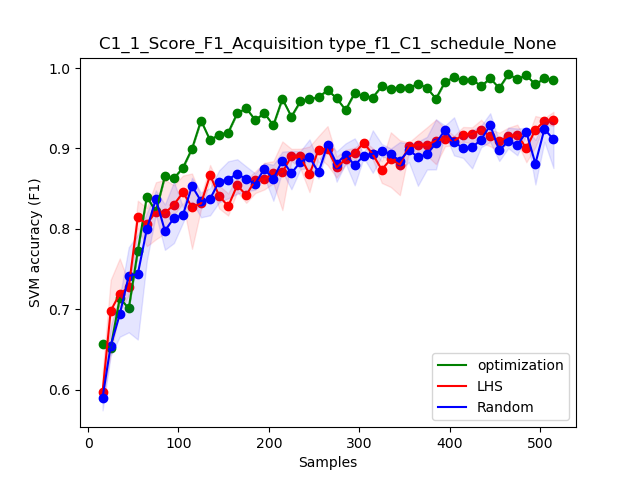 C1_1_Score_F1_Acquisition type_f1_C1_schedule_None
1.0
0.9
0.8
0.7
0.6
SVM accuracy (F1)
optimization
LHS
Random
0 100 200 300 400 500
Samples